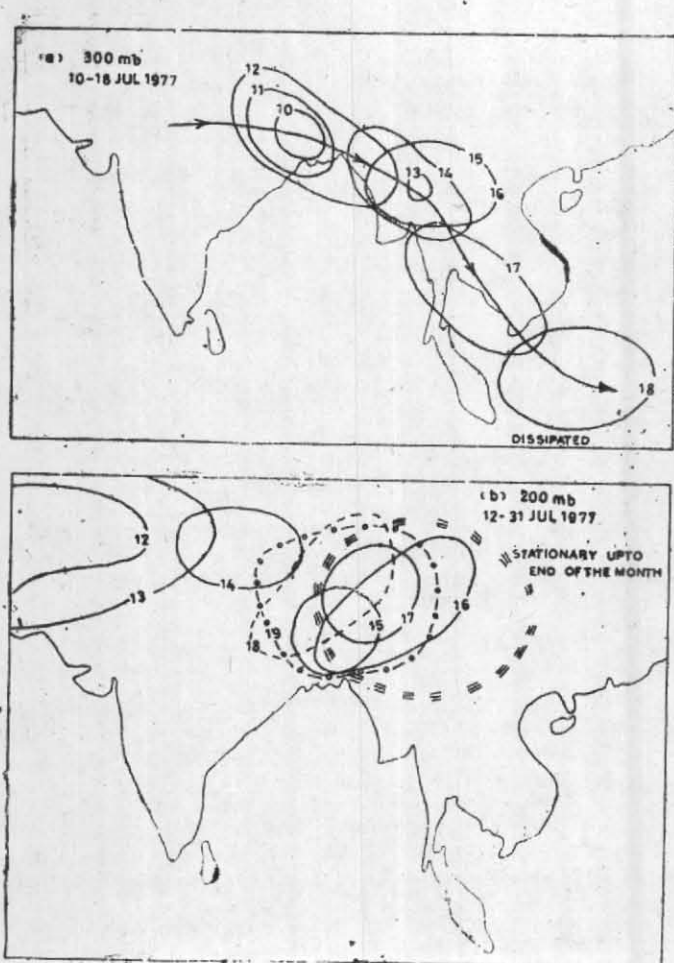 (a) 300 mb
10-18 JUL 1977
12
11
10
15
13
14
16
17
18
DISSIPATED
(b) 200 mb
12-31 JUL 1977
12
STATIONARY UPTO
END OF THE MONTH
14
13
16
17
15
19
18